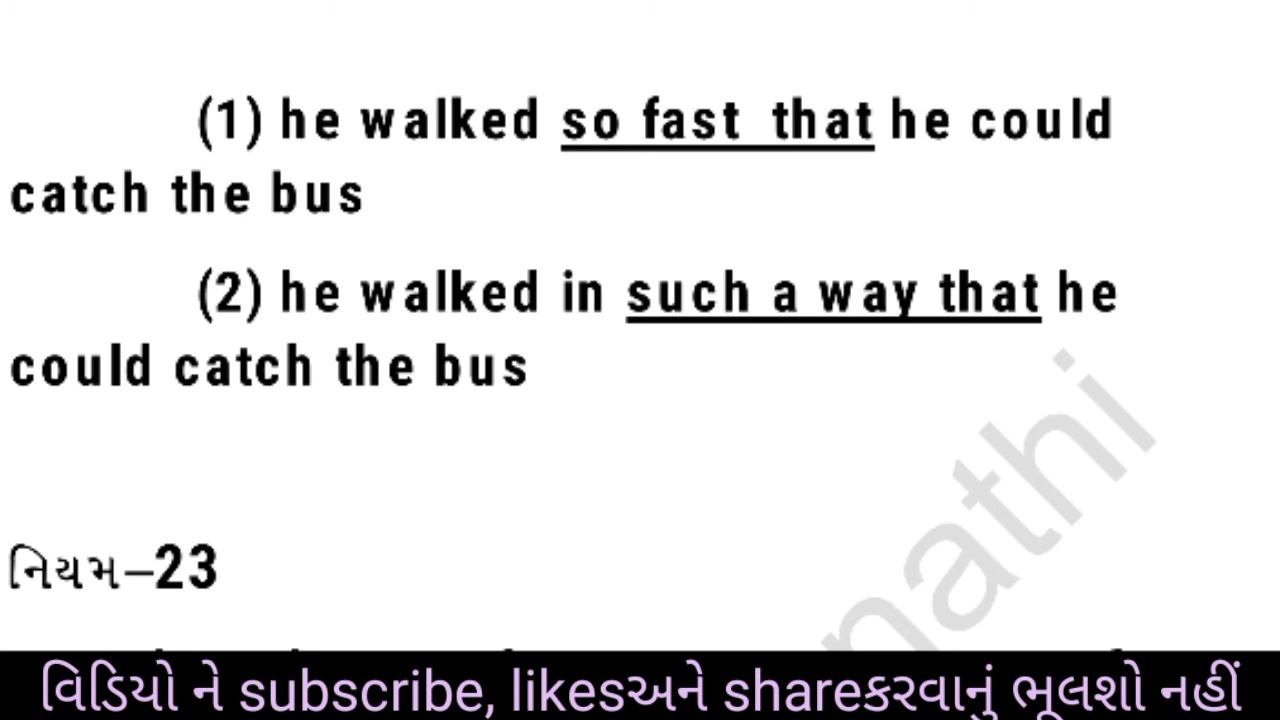 (1) he walked so fast that he could
catch the bus
(2) he walked in such a way that he
could catch the bus
નિયમ–23
વિડિયો ને subscribe, likesઅને shareકરવાનું ભૂલશો નહીં